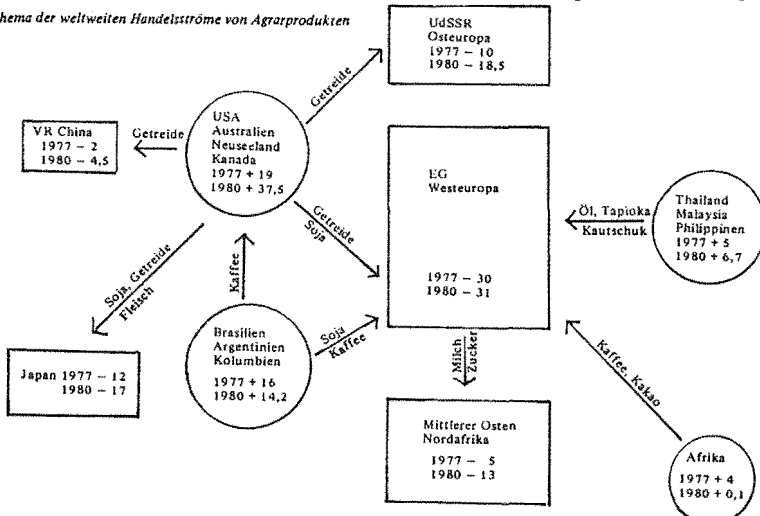 hema der weltweiten Handelsströme von Agrarprodukten
UdSSR
Osteuropa
1977 – 10
1980 – 18,5
Getreide
USA
Australien
Neuseeland
Kanada
1977 + 19
1980 + 37,5
VR China
1977 – 2
1980 – 4,5
Getreide
EG
Westeuropa
1977 – 30
1980 – 31
Getreide
Soja
Öl, Tapioka
Kautschuk
Thailand
Malaysia
Philippinen
1977 + 5
1980 + 6,7
Soja, Getreide
Fleisch
Kaffee
Japan 1977 – 12
1980 – 17
Brasilien
Argentinien
Kolumbien
1977 + 16
1980 + 14,2
Soja
Kaffee
Milch
Zucker
Kaffee, Kakao
Mittlerer Osten
Nordafrika
1977 – 5
1980 – 13
Afrika
1977 + 4
1980 + 0,1